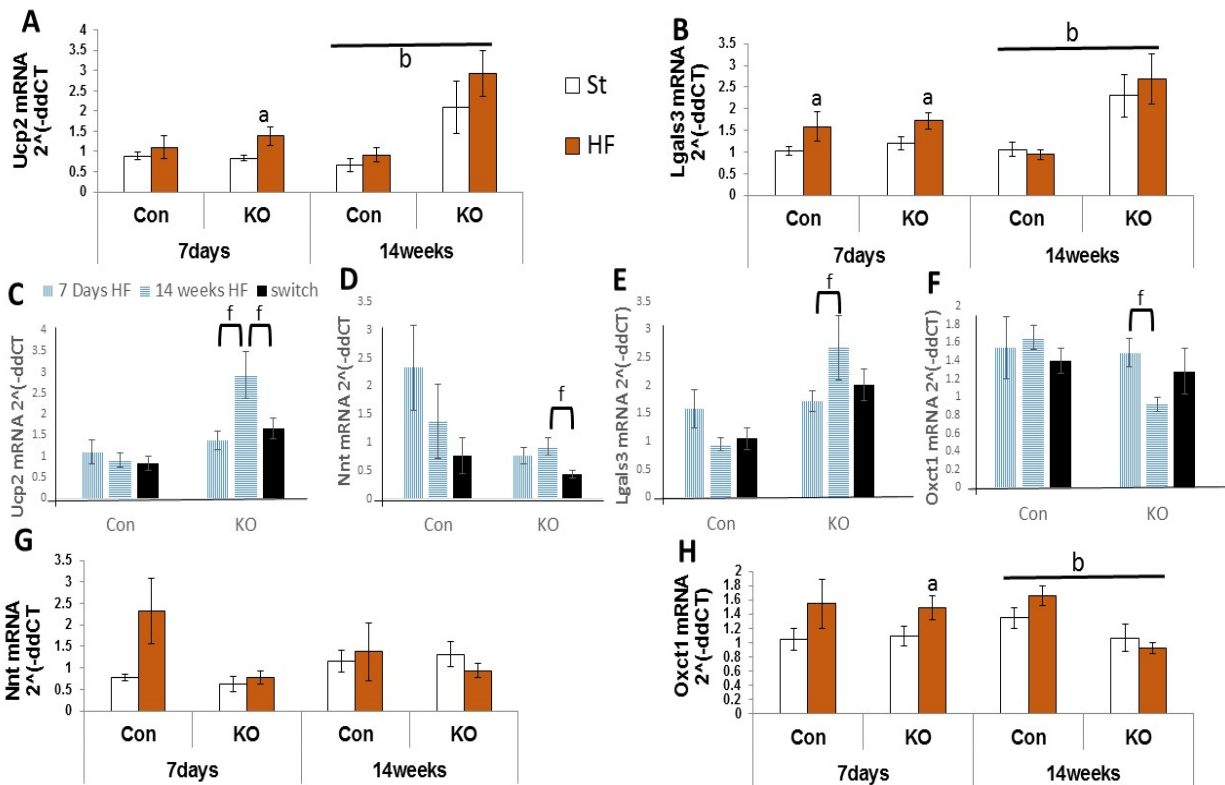 A
Ucp2 mRNA
2^(-ddCT
4
3.5
3
2.5
2
1.5
1
0.5
0
a
b
Con
KO
Con
KO
7days
14weeks
St
HF
B
Lgals3 mRNA
2^(-ddCT)
3.5
3
2.5
2
1.5
1
0.5
0
a
a
b
Con
KO
Con
KO
7days
14weeks
7 Days HF
14 weeks HF
switch
C
Ucp2 mRNA 2^(-ddCT
4
3.5
3
2.5
2
1.5
1
0.5
0
f
f
Con
KO
D
Nnt mRNA 2^(-ddCT
3.5
3
2.5
2
1.5
1
0.5
0
f
Con
KO
E
Lgals3 mRNA 2^(-ddCT)
3.5
3
2.5
2
1.5
1
0.5
0
f
Con
KO
F
Oxct1 mRNA 2^(-ddCT)
2
1.8
1.6
1.4
1.2
1
0.8
0.6
0.4
0.2
0
f
Con
KO
G
Nnt mRNA
2^(-ddCT
3.5
3
2.5
2
1.5
1
0.5
0
Con
KO
Con
KO
7days
14weeks
H
Oxct1 mRNA
2^(-ddCT)
2
1.8
1.6
1.4
1.2
1
0.8
0.6
0.4
0.2
0
a
b
Con
KO
Con
KO
7days
14weeks